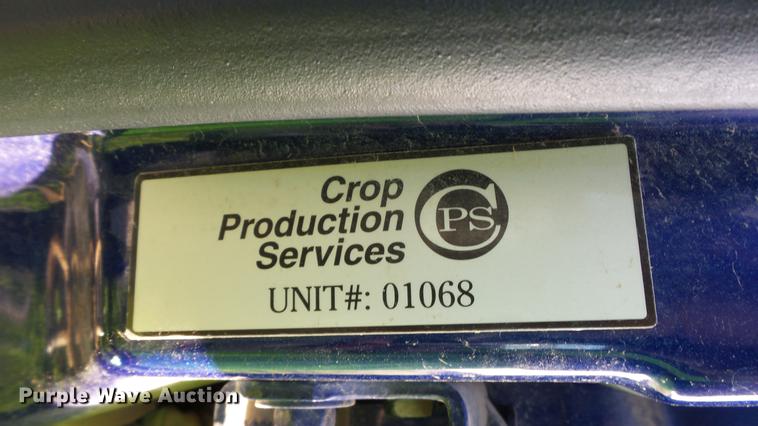 Crop
Production
Services
CPS
UNIT#: 01068
Purple Wave Auction